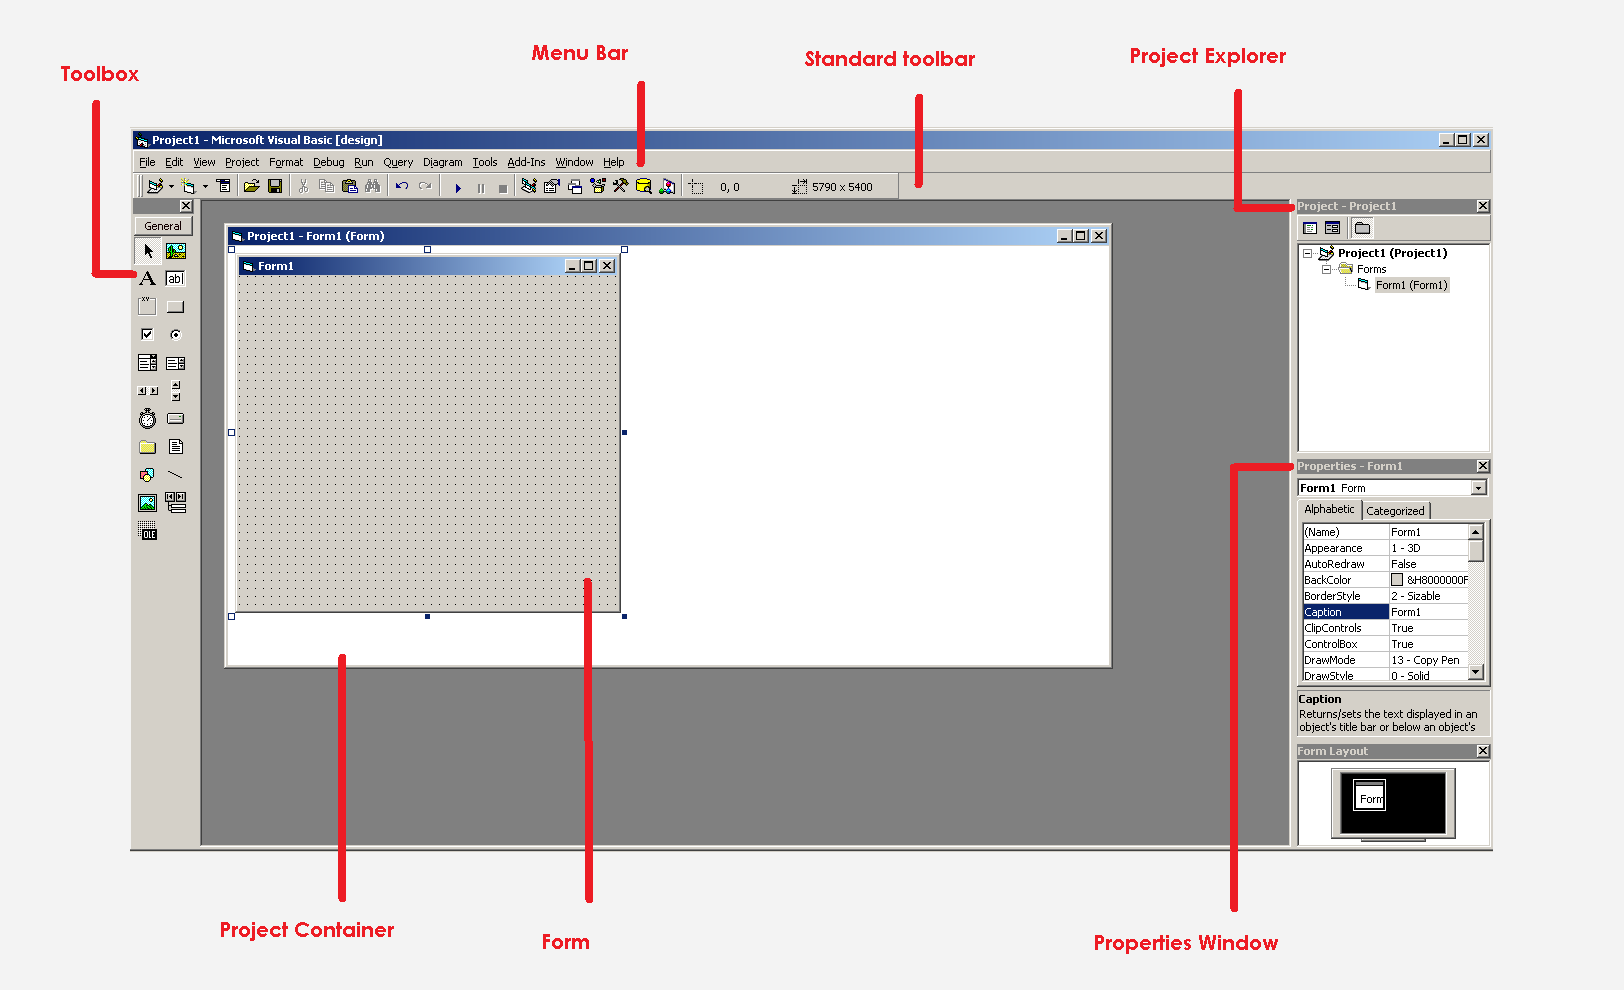 Menu Bar
Standard toolbar
Project Explorer
Toolbox
Project1 - Microsoft Visual Basic [design]
File Edit View Project Format Debug Run Query Diagram Tools Add-Ins Window Help
0, 0
5790 x 5400
General
A
ab
xy
OLE
Project1 - Form1 (Form)
Form1
Project - Project1
Project1 (Project1)
Forms
Form1 (Form1)
Properties - Form1
Form1 Form
Alphabetic Categorized
(Name) Form1
Appearance 1 - 3D
AutoRedraw False
BackColor &H8000000F
BorderStyle 2 - Sizable
Caption Form1
ClipControls True
ControlBox True
DrawMode 13 - Copy Pen
DrawStyle 0 - Solid
Caption
Returns/sets the text displayed in an
object's title bar or below an object's
Form Layout
Form
Project Container
Form
Properties Window